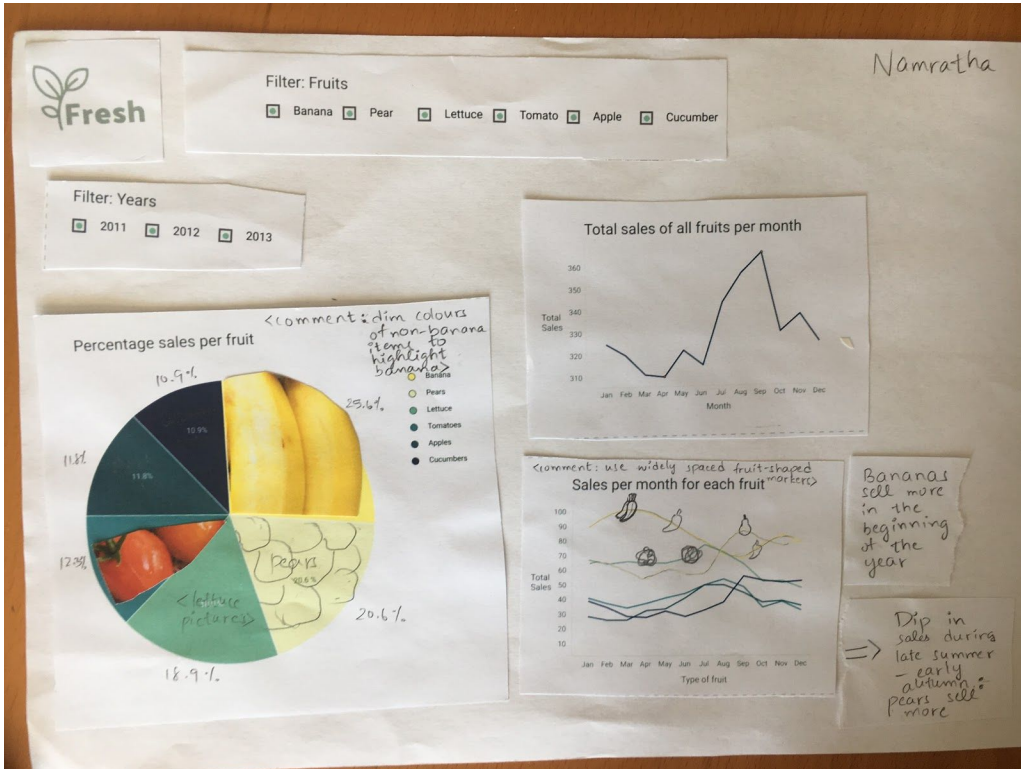 Namratha
Fresh
Filter: Fruits
Banana Pear Lettuce Tomato Apple Cucumber
Filter: Years
2011 2012 2013
Total sales of all fruits per month
360
350
340
330
320
310
Total
Sales
Jan Feb Mar Apr May Jun Jul Aug Sep Oct Nov Dec
Month
<comment: dim colours
of non-banana
items to
highlight
banana>
Percentage sales per fruit
Banana
Pears
Lettuce
Tomatoes
Apples
Cucumbers
10.9%
25.6%
10.9%
11.8%
11.8%
12.3%
pears
20.6%
<lettuce
pictures>
20.6%
18.9%
<comment: use widely spaced fruit-shaped
markers>
Sales per month for each fruit
100
90
80
70
60
50
40
30
20
10
Total
Sales
Jan Feb Mar Apr May Jun Jul Aug Sep Oct Nov Dec
Type of fruit
Bananas
sell more
in the
beginning
of the
year
⇒ Dip in
sales during
late summer
- early
autumn :
pears sell
more